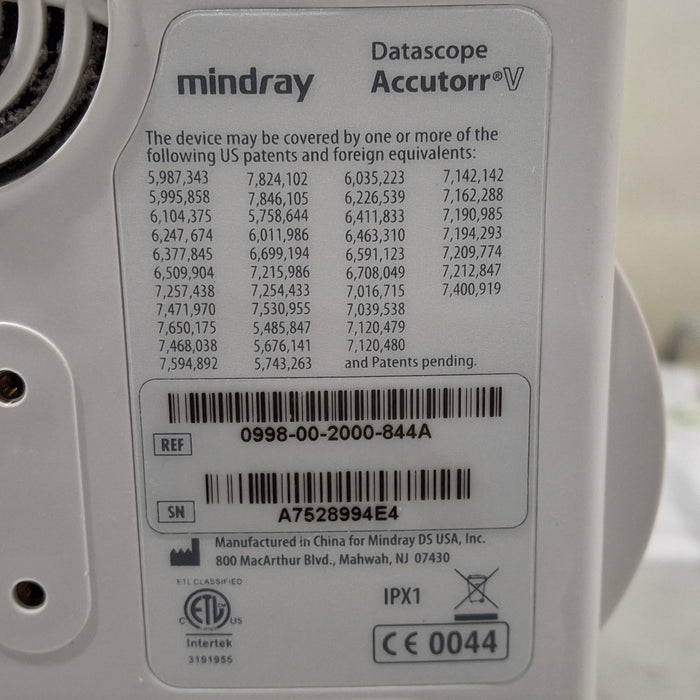 mindray
Datascope
Accutorr® V
The device may be covered by one or more of the
following US patents and foreign equivalents:
5,987,343 7,824,102 6,035,223 7,142,142
5,995,858 7,846,105 6,226,539 7,162,288
6,104,375 5,758,644 6,411,833 7,190,985
6,247,674 6,011,986 6,463,310 7,194,293
6,377,845 6,699,194 6,591,123 7,209,774
6,509,904 7,215,986 6,708,049 7,212,847
7,257,438 7,254,433 7,016,715 7,400,919
7,471,970 7,530,955 7,039,538
7,650,175 5,485,847 7,120,479
7,468,038 5,676,141 7,120,480
7,594,892 5,743,263 and Patents pending.
REF 0998-00-2000-844A
SN A7528994E4
Manufactured in China for Mindray DS USA, Inc.
800 MacArthur Blvd., Mahwah, NJ 07430
ETL CLASSIFIED
C ETL US
Intertek
3191955
IPX1
CE 0044